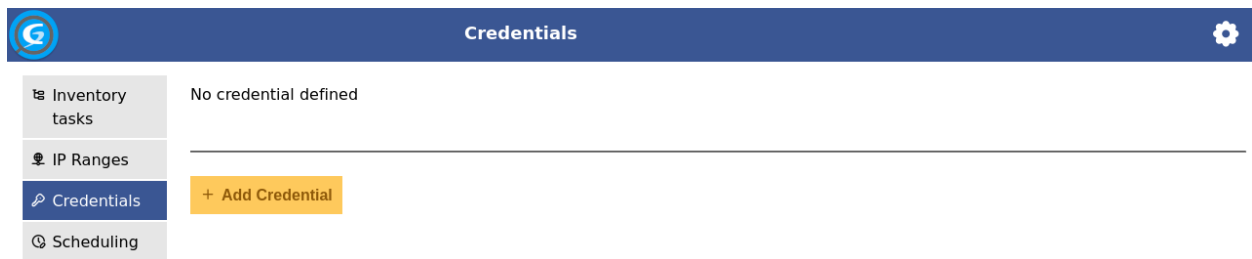 Credentials
Inventory
tasks
IP Ranges
Credentials
Scheduling
No credential defined
+ Add Credential